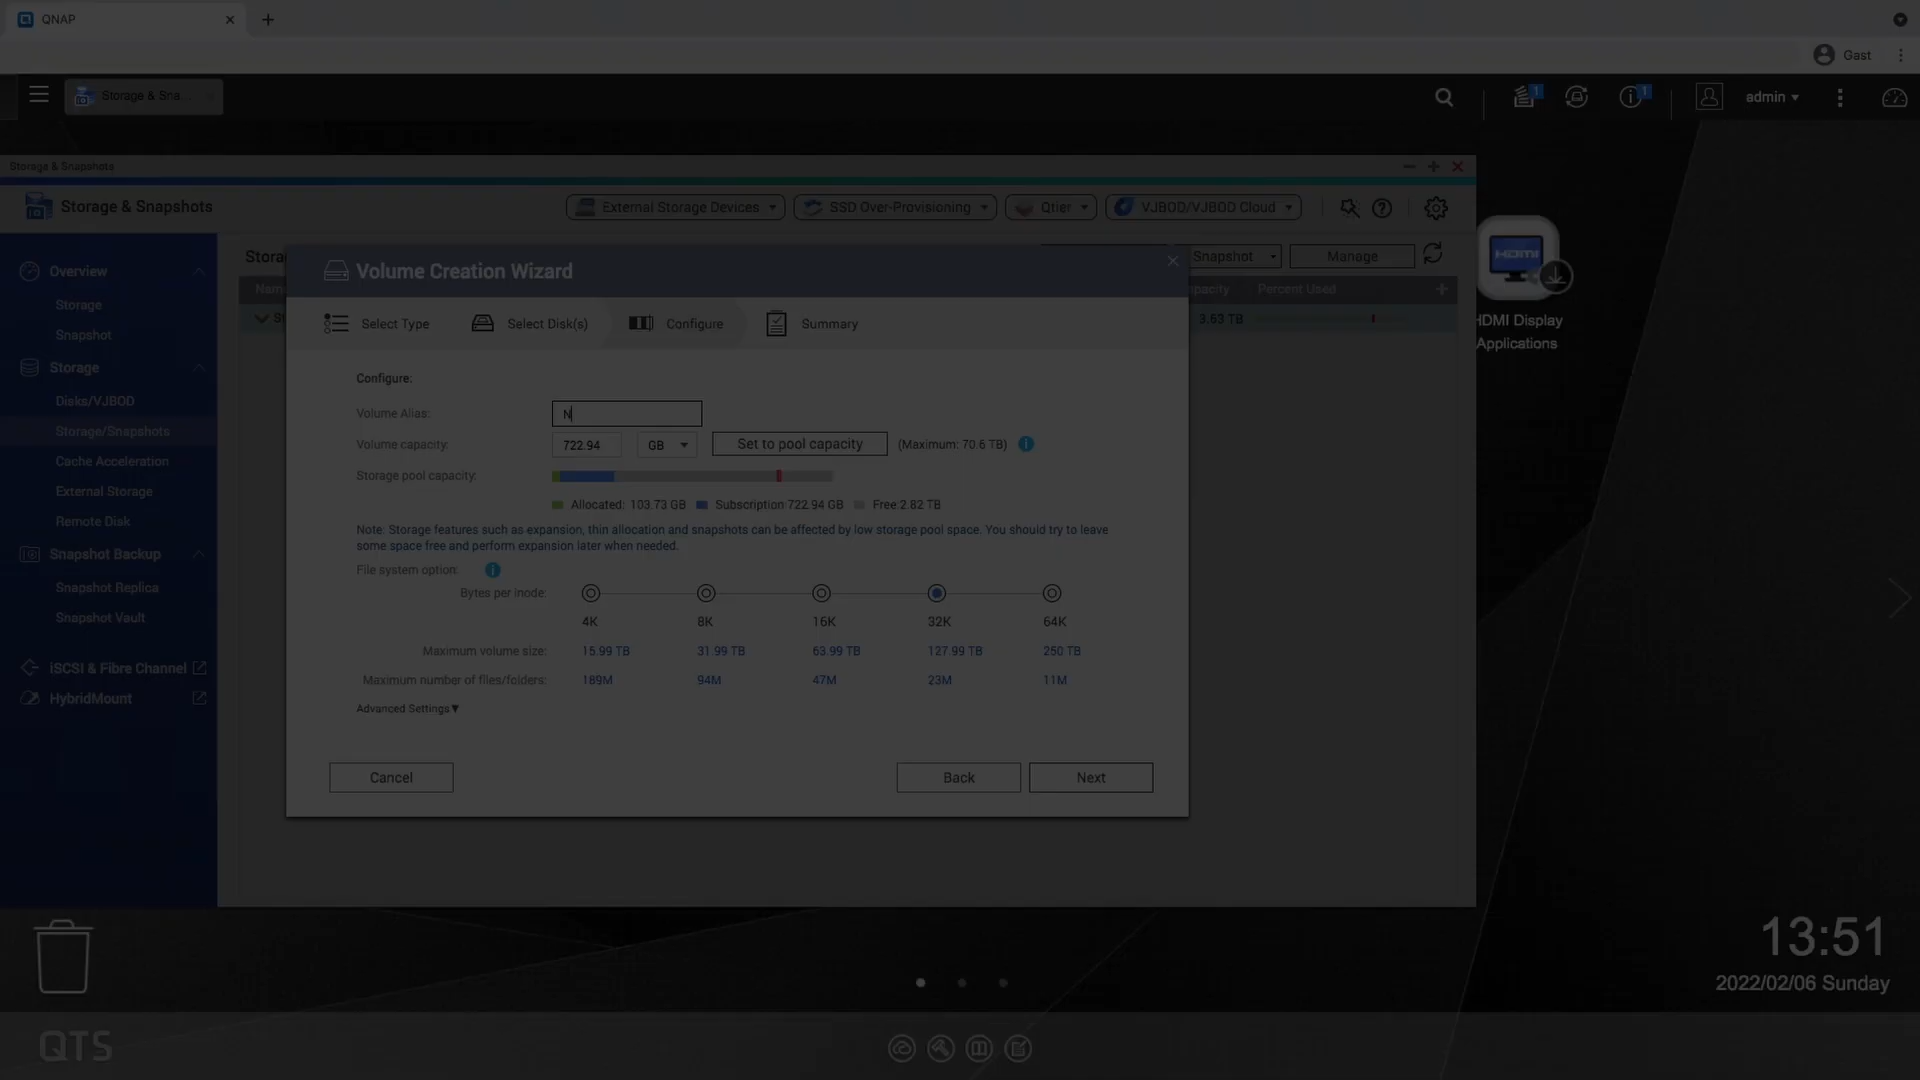 QNAP
Gast
Storage & Sna...
1
1
admin
Storage & Snapshots
Storage & Snapshots
External Storage Devices
SSD Over-Provisioning
Qtier
VJBOD/VJBOD Cloud
Overview
Storage
Snapshot
Storage
Disks/VJBOD
Storage/Snapshots
Cache Acceleration
External Storage
Remote Disk
Snapshot Backup
Snapshot Replica
Snapshot Vault
iSCSI & Fibre Channel
HybridMount
Snapshot
Manage
Percent Used
3.63 TB
Volume Creation Wizard
Select Type
Select Disk(s)
Configure
Summary
Configure:
Volume Alias: N
Volume capacity: 722.94 GB Set to pool capacity (Maximum: 70.6 TB)
Storage pool capacity:
Allocated: 103.73 GB Subscription:722.94 GB Free:2.82 TB
Note: Storage features such as expansion, thin allocation and snapshots can be affected by low storage pool space. You should try to leave
some space free and perform expansion later when needed.
File system option:
Bytes per inode:
4K 8K 16K 32K 64K
Maximum volume size: 15.99 TB 31.99 TB 63.99 TB 127.99 TB 250 TB
Maximum number of files/folders: 189M 94M 47M 23M 11M
Advanced Settings▼
Cancel
Back
Next
HDMI
HDMI Display
Applications
13:51
2022/02/06 Sunday
QTS